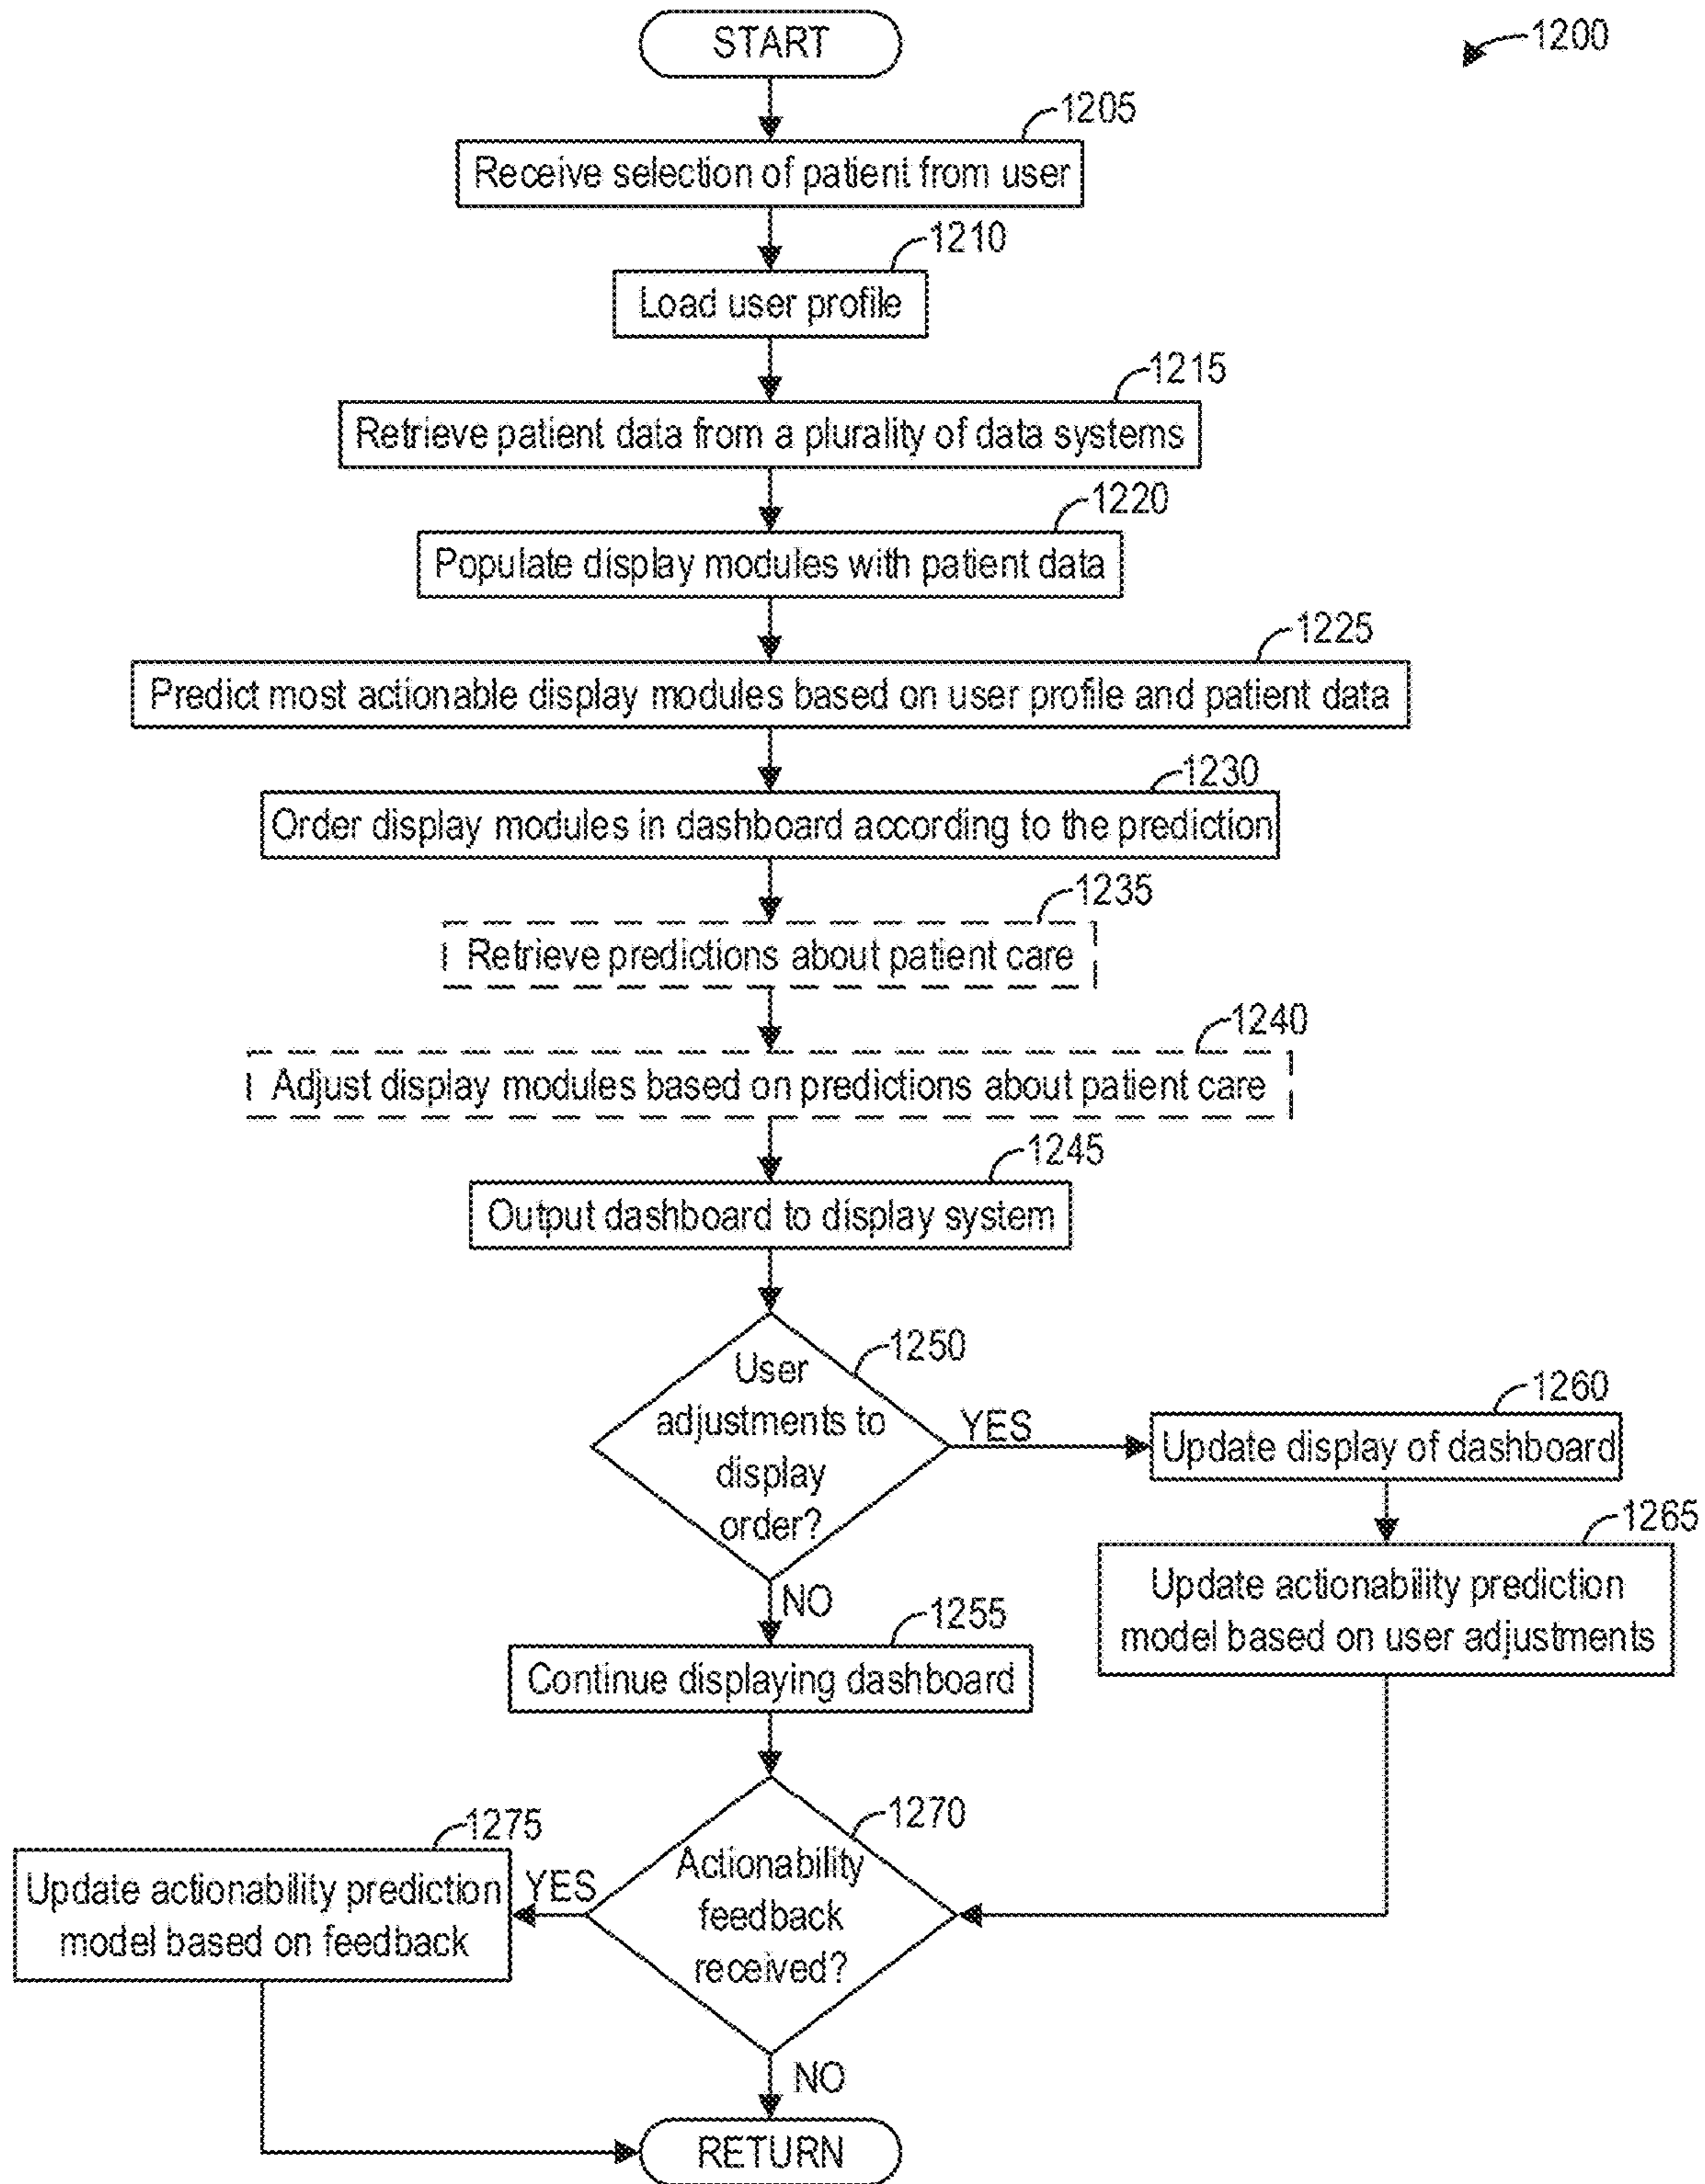 START
1200
1205
Receive selection of patient from user
1210
Load user profile
1215
Retrieve patient data from a plurality of data systems
1220
Populate display modules with patient data
1225
Predict most actionable display modules based on user profile and patient data
1230
Order display modules in dashboard according to the prediction
1235
Retrieve predictions about patient care
1240
Adjust display modules based on predictions about patient care
1245
Output dashboard to display system
1250
User
adjustments to
display
order?
YES
1260
Update display of dashboard
1265
Update actionability prediction
model based on user adjustments
NO
1255
Continue displaying dashboard
1270
Actionability
feedback
received?
YES
1275
Update actionability prediction
model based on feedback
NO
RETURN